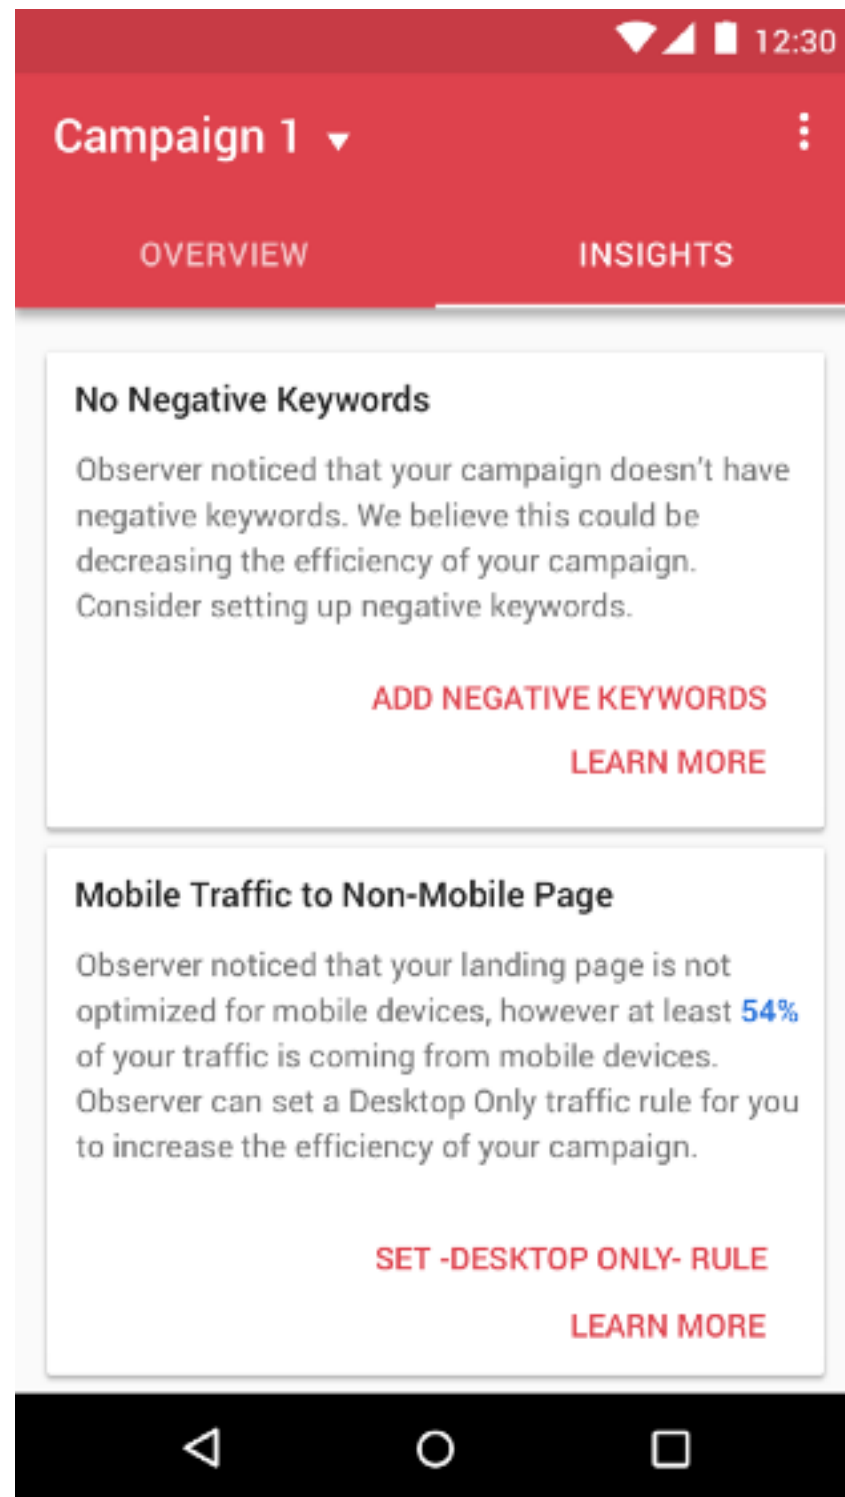 12:30
Campaign 1
OVERVIEW
INSIGHTS
No Negative Keywords
Observer noticed that your campaign doesn't have
negative keywords. We believe this could be
decreasing the efficiency of your campaign.
Consider setting up negative keywords.
ADD NEGATIVE KEYWORDS
LEARN MORE
Mobile Traffic to Non-Mobile Page
Observer noticed that your landing page is not
optimized for mobile devices, however at least 54%
of your traffic is coming from mobile devices.
Observer can set a Desktop Only traffic rule for you
to increase the efficiency of your campaign.
SET -DESKTOP ONLY- RULE
LEARN MORE